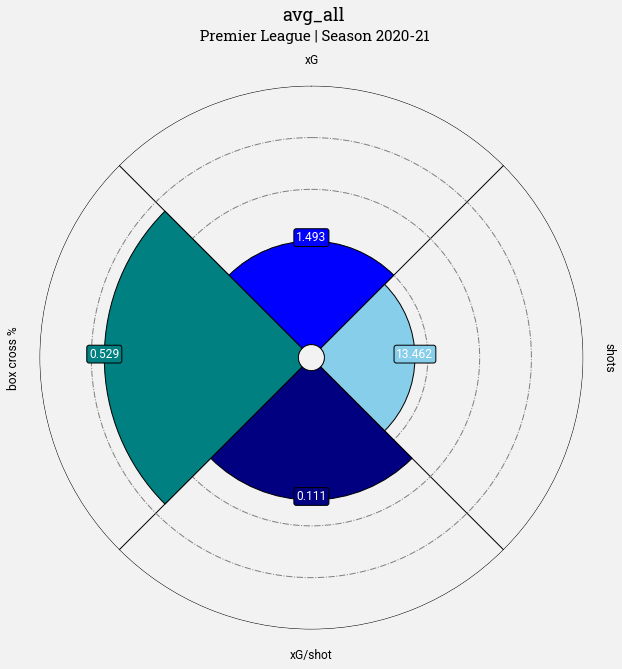 avg_all
Premier League | Season 2020-21
xG
1.493
box cross %
0.529
13.462
shots
0.111
xG/shot